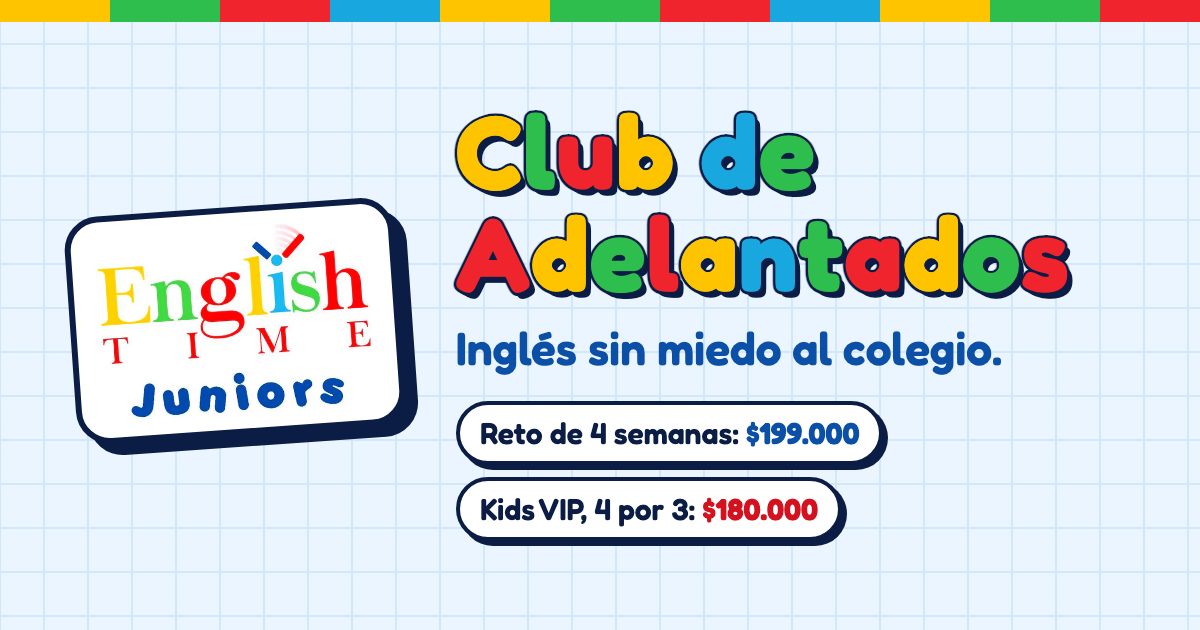 English
TIME
Juniors
Club de
Adelantados
Inglés sin miedo al colegio.
Reto de 4 semanas: $199.000
Kids VIP, 4 por 3: $180.000